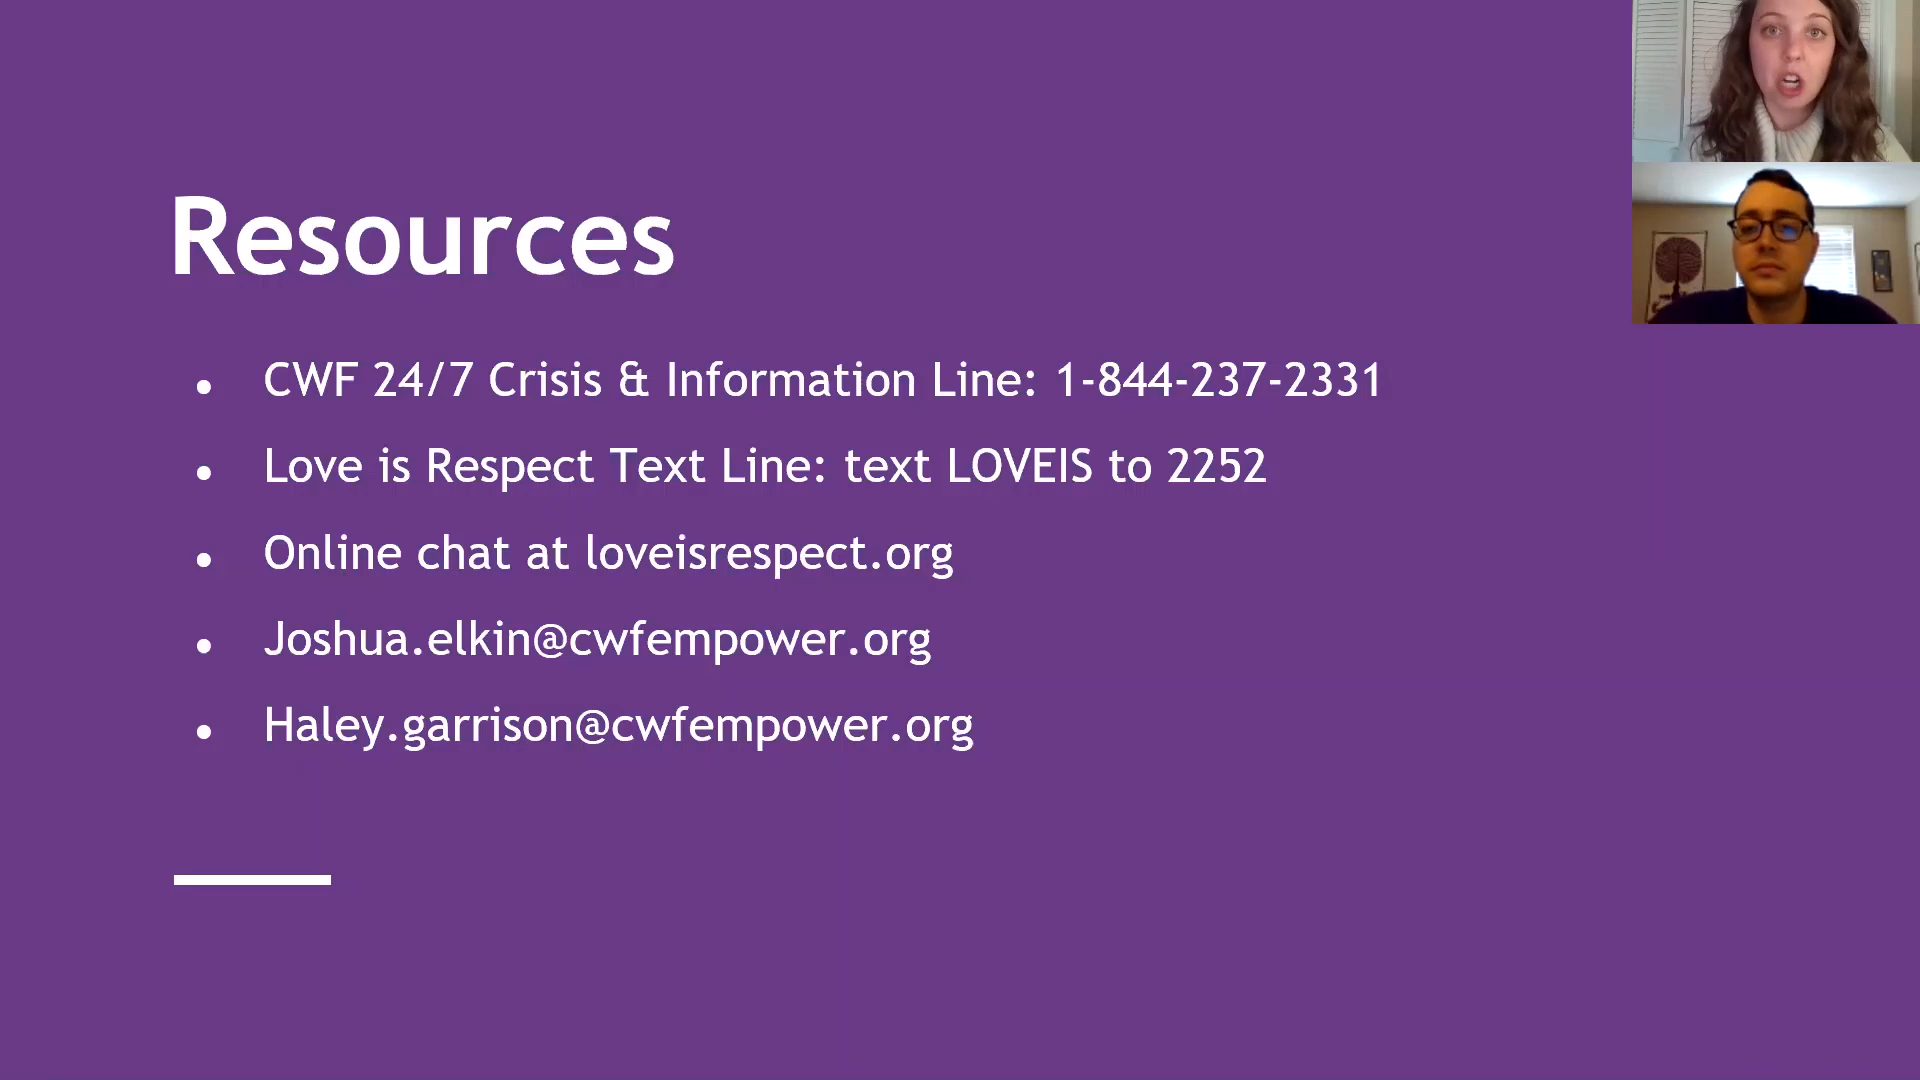 Resources
CWF 24/7 Crisis & Information Line: 1-844-237-2331
Love is Respect Text Line: text LOVEIS to 2252
Online chat at loveisrespect.org
Joshua.elkin@cwfempower.org
Haley.garrison@cwfempower.org